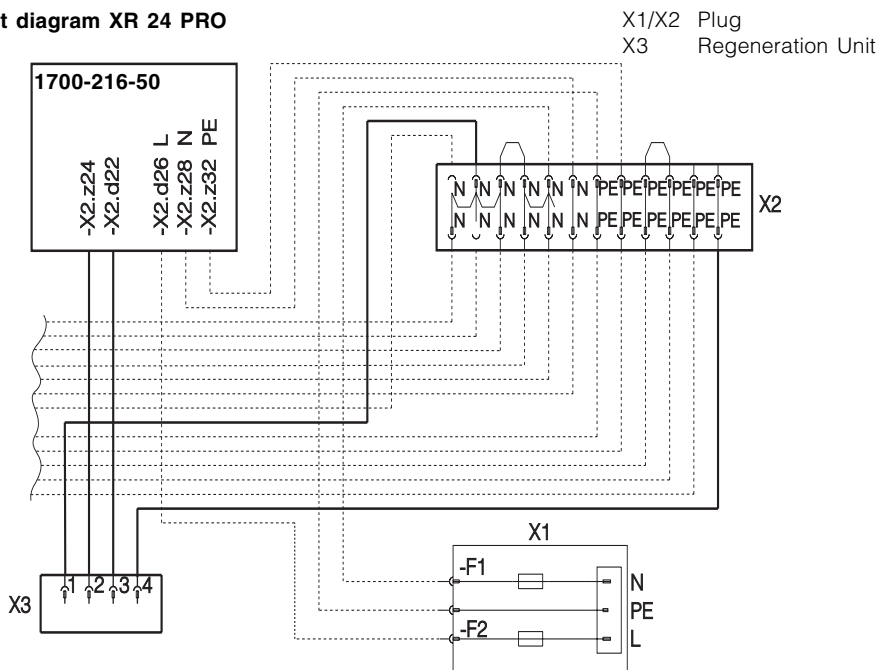 t diagram XR 24 PRO
X1/X2 Plug
X3 Regeneration Unit
1700-216-50
-X2.z24
-X2.d22
-X2.d26 L
-X2.z28 N
-X2.z32 PE
N N N N N N PE PE PE PE PE PE
N N N N N N PE PE PE PE PE PE
X2
X1
-F1
N
PE
-F2
L
1 2 3 4
X3